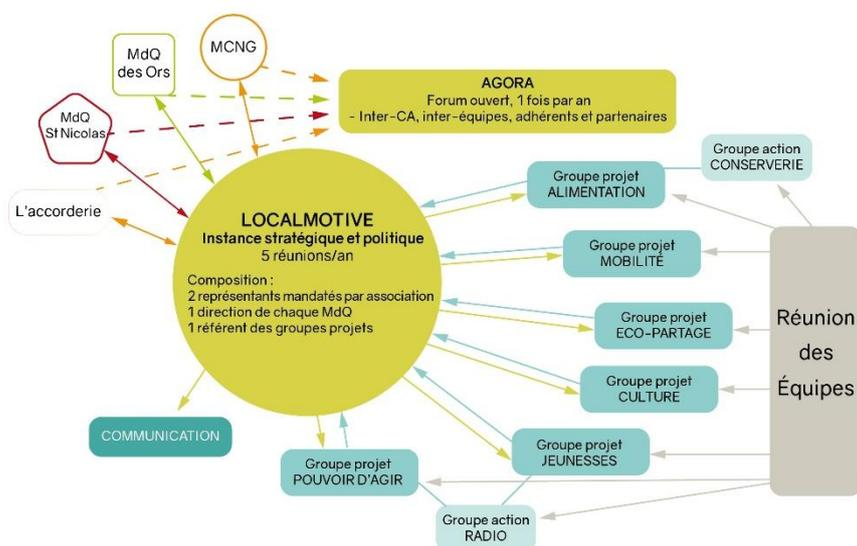 MCNG
MdQ
des Ors
MdQ
St Nicolas
L'accorderie
AGORA
Forum ouvert, 1 fois par an
- Inter-CA, inter-équipes, adhérents et partenaires
LOCALMOTIVE
Instance stratégique et politique
5 réunions/an
Composition :
2 représentants mandatés par association
1 direction de chaque MdQ
1 référent des groupes projets
Groupe action
CONSERVERIE
Groupe projet
ALIMENTATION
Groupe projet
MOBILITÉ
Groupe projet
ECO-PARTAGE
Groupe projet
CULTURE
Groupe projet
JEUNESSES
Groupe projet
POUVOIR D'AGIR
Groupe action
RADIO
COMMUNICATION
Réunion
des
Équipes